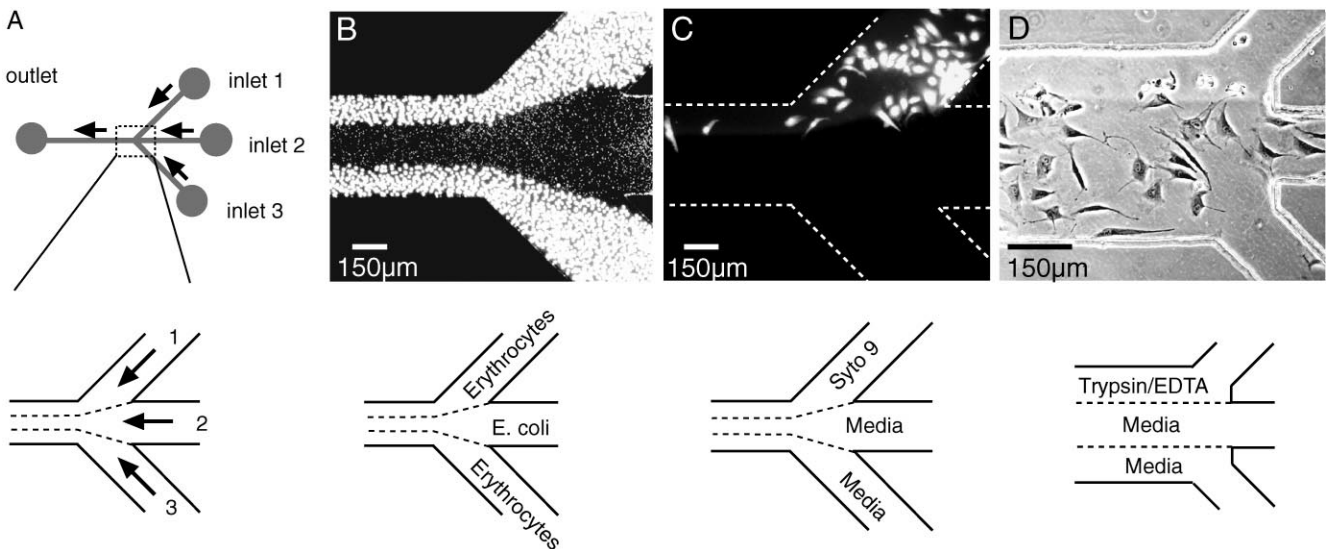 A
outlet
inlet 1
inlet 2
inlet 3
1
2
3
B
150µm
Erythrocytes
E. coli
Erythrocytes
C
150µm
Syto 9
Media
Media
D
150µm
Trypsin/EDTA
Media
Media